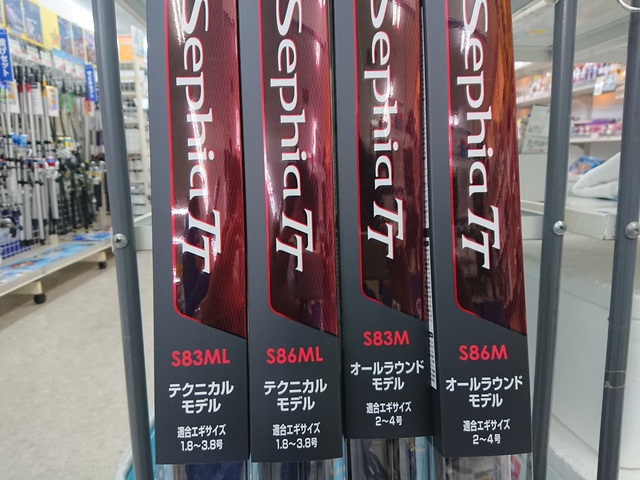 Sephia TT
S83ML
テクニカル
モデル
適合エギサイズ
1.8～3.8号
Sephia TT
S86ML
テクニカル
モデル
適合エギサイズ
1.8～3.8号
Sephia TT
S83M
オールラウンド
モデル
適合エギサイズ
2～4号
Sephia TT
S86M
オールラウンド
モデル
適合エギサイズ
2～4号